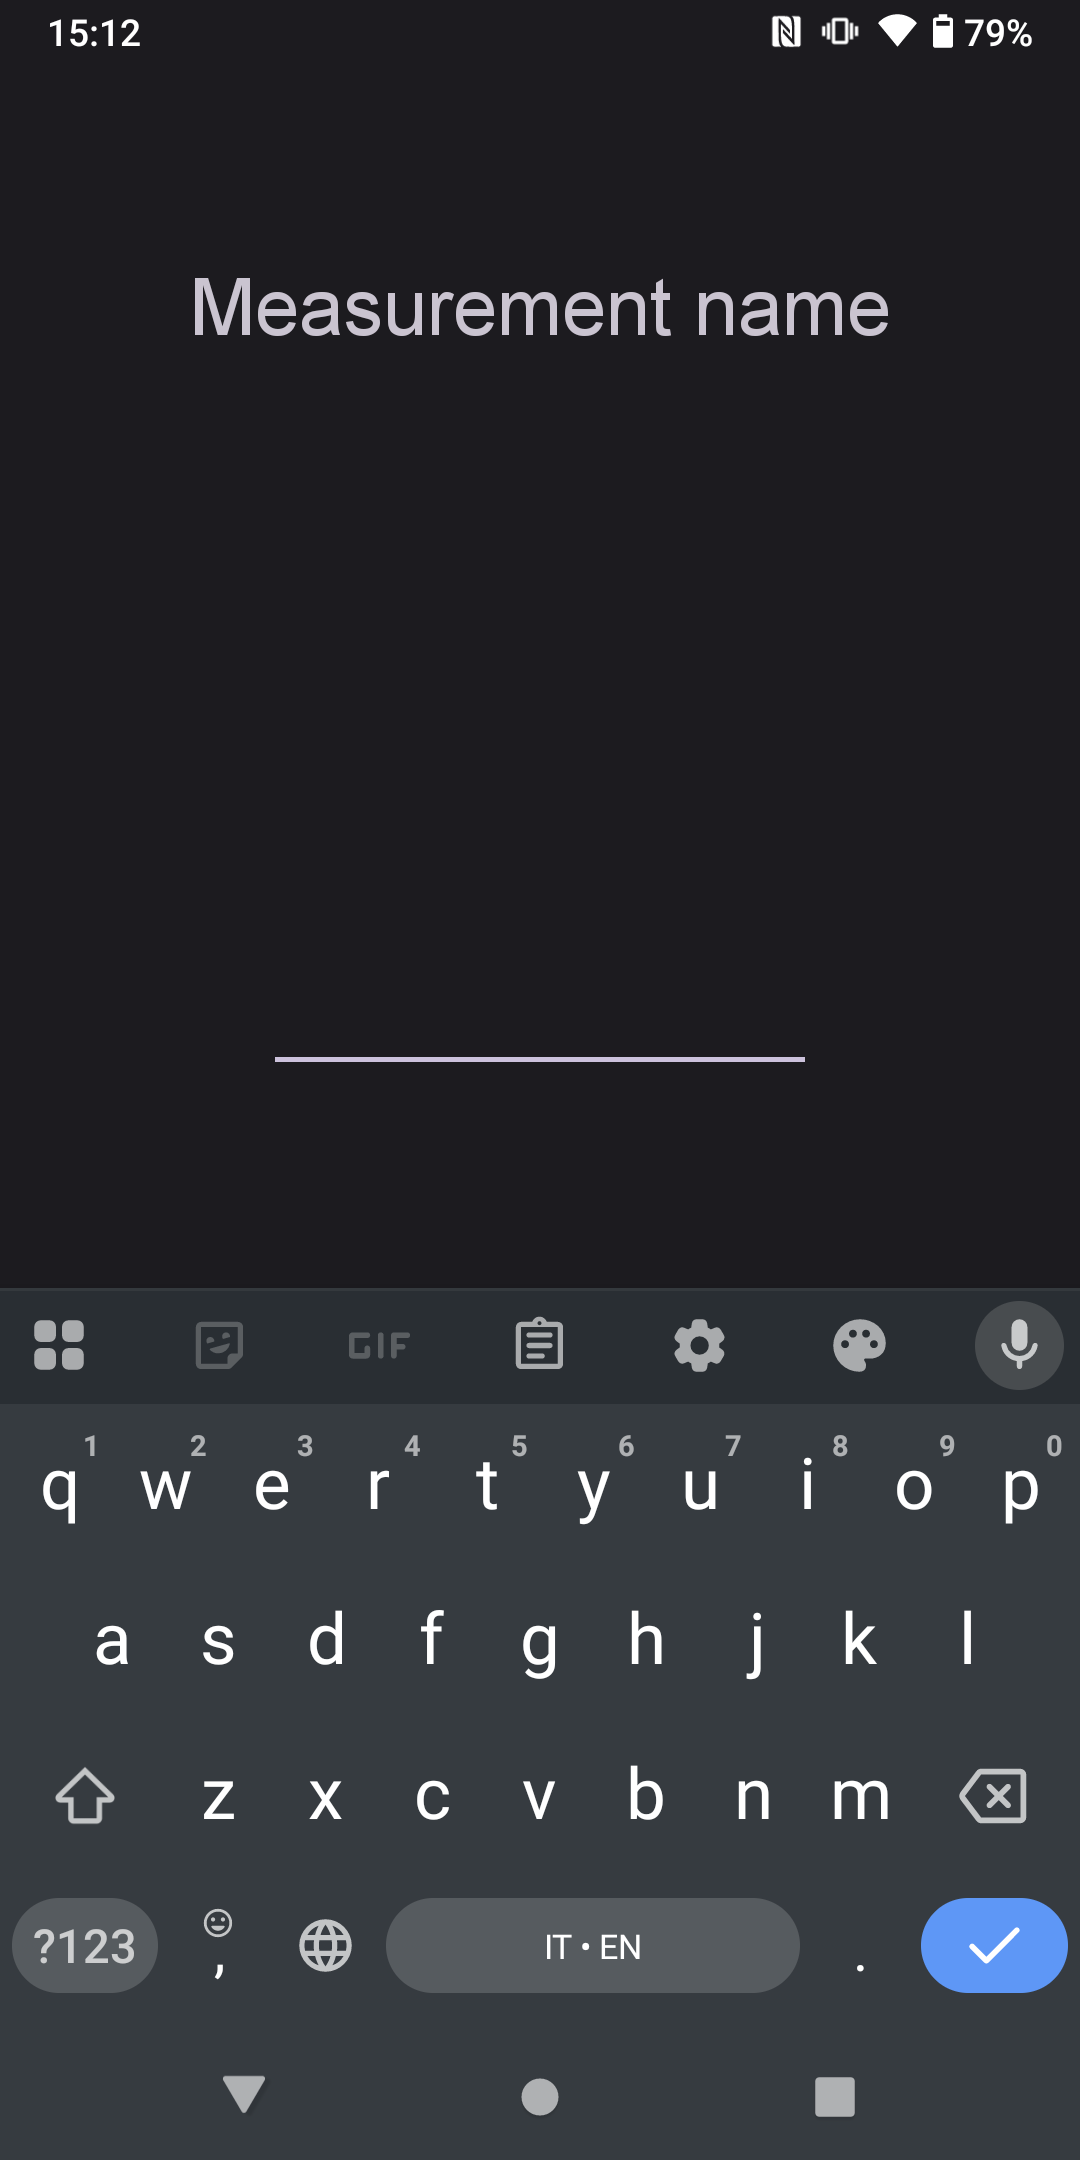 15:12 79%
Measurement name
GIF
1 2 3 4 5 6 7 8 9 0
q w e r t y u i o p
a s d f g h j k l
z x c v b n m
?123 , IT • EN .